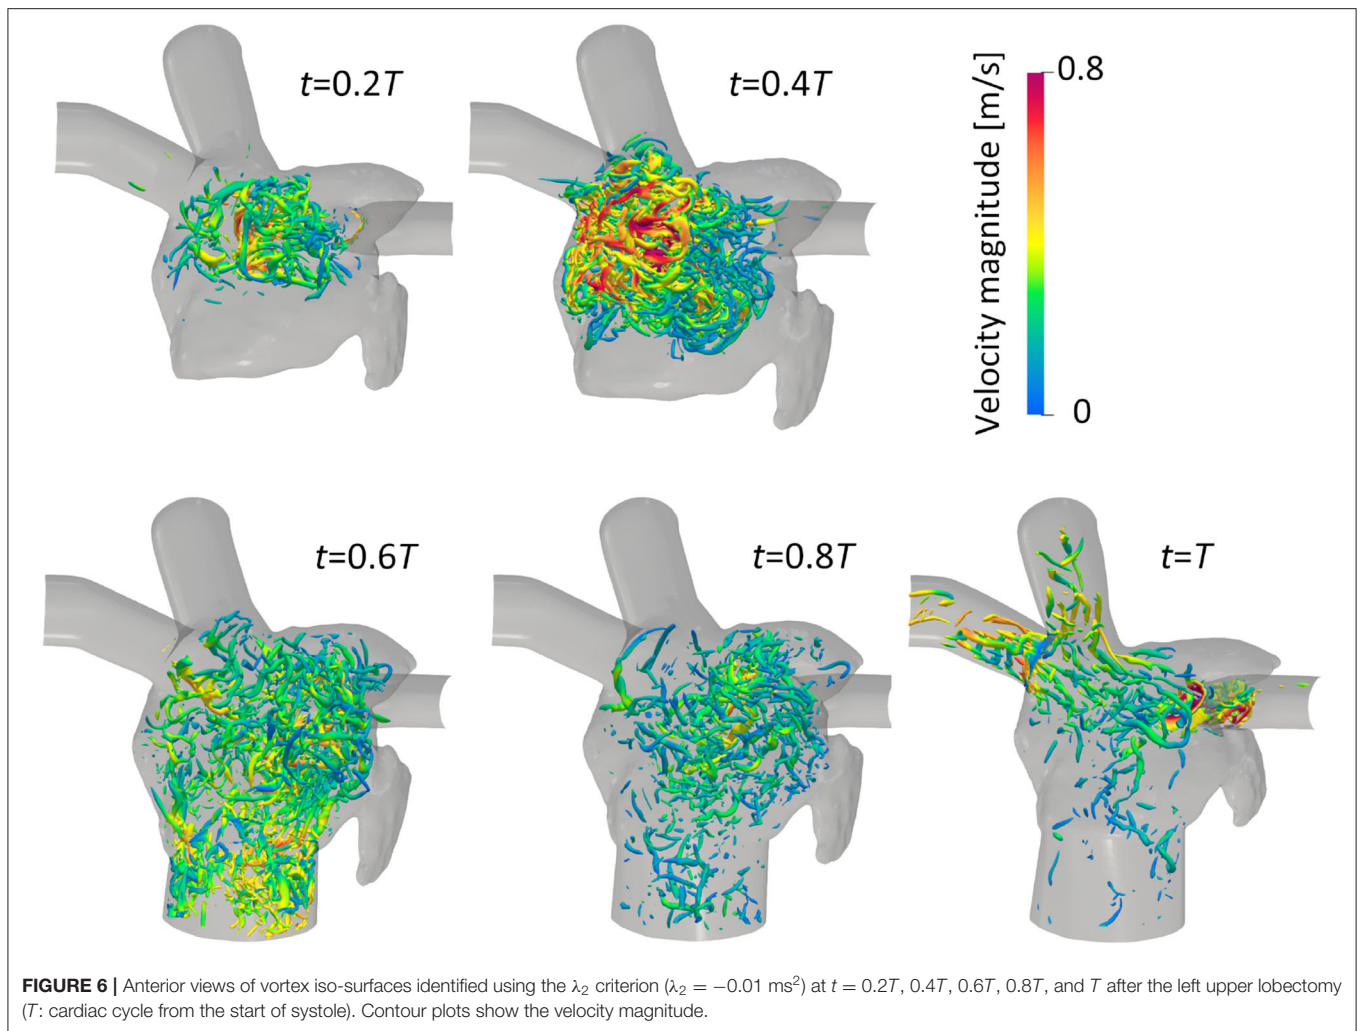 t=0.2T
t=0.4T
Velocity magnitude [m/s]
0.8
0
t=0.6T
t=0.8T
t=T
FIGURE 6 | Anterior views of vortex iso-surfaces identified using the λ₂ criterion (λ₂ = −0.01 ms²) at t = 0.2T, 0.4T, 0.6T, 0.8T, and T after the left upper lobectomy
(T: cardiac cycle from the start of systole). Contour plots show the velocity magnitude.